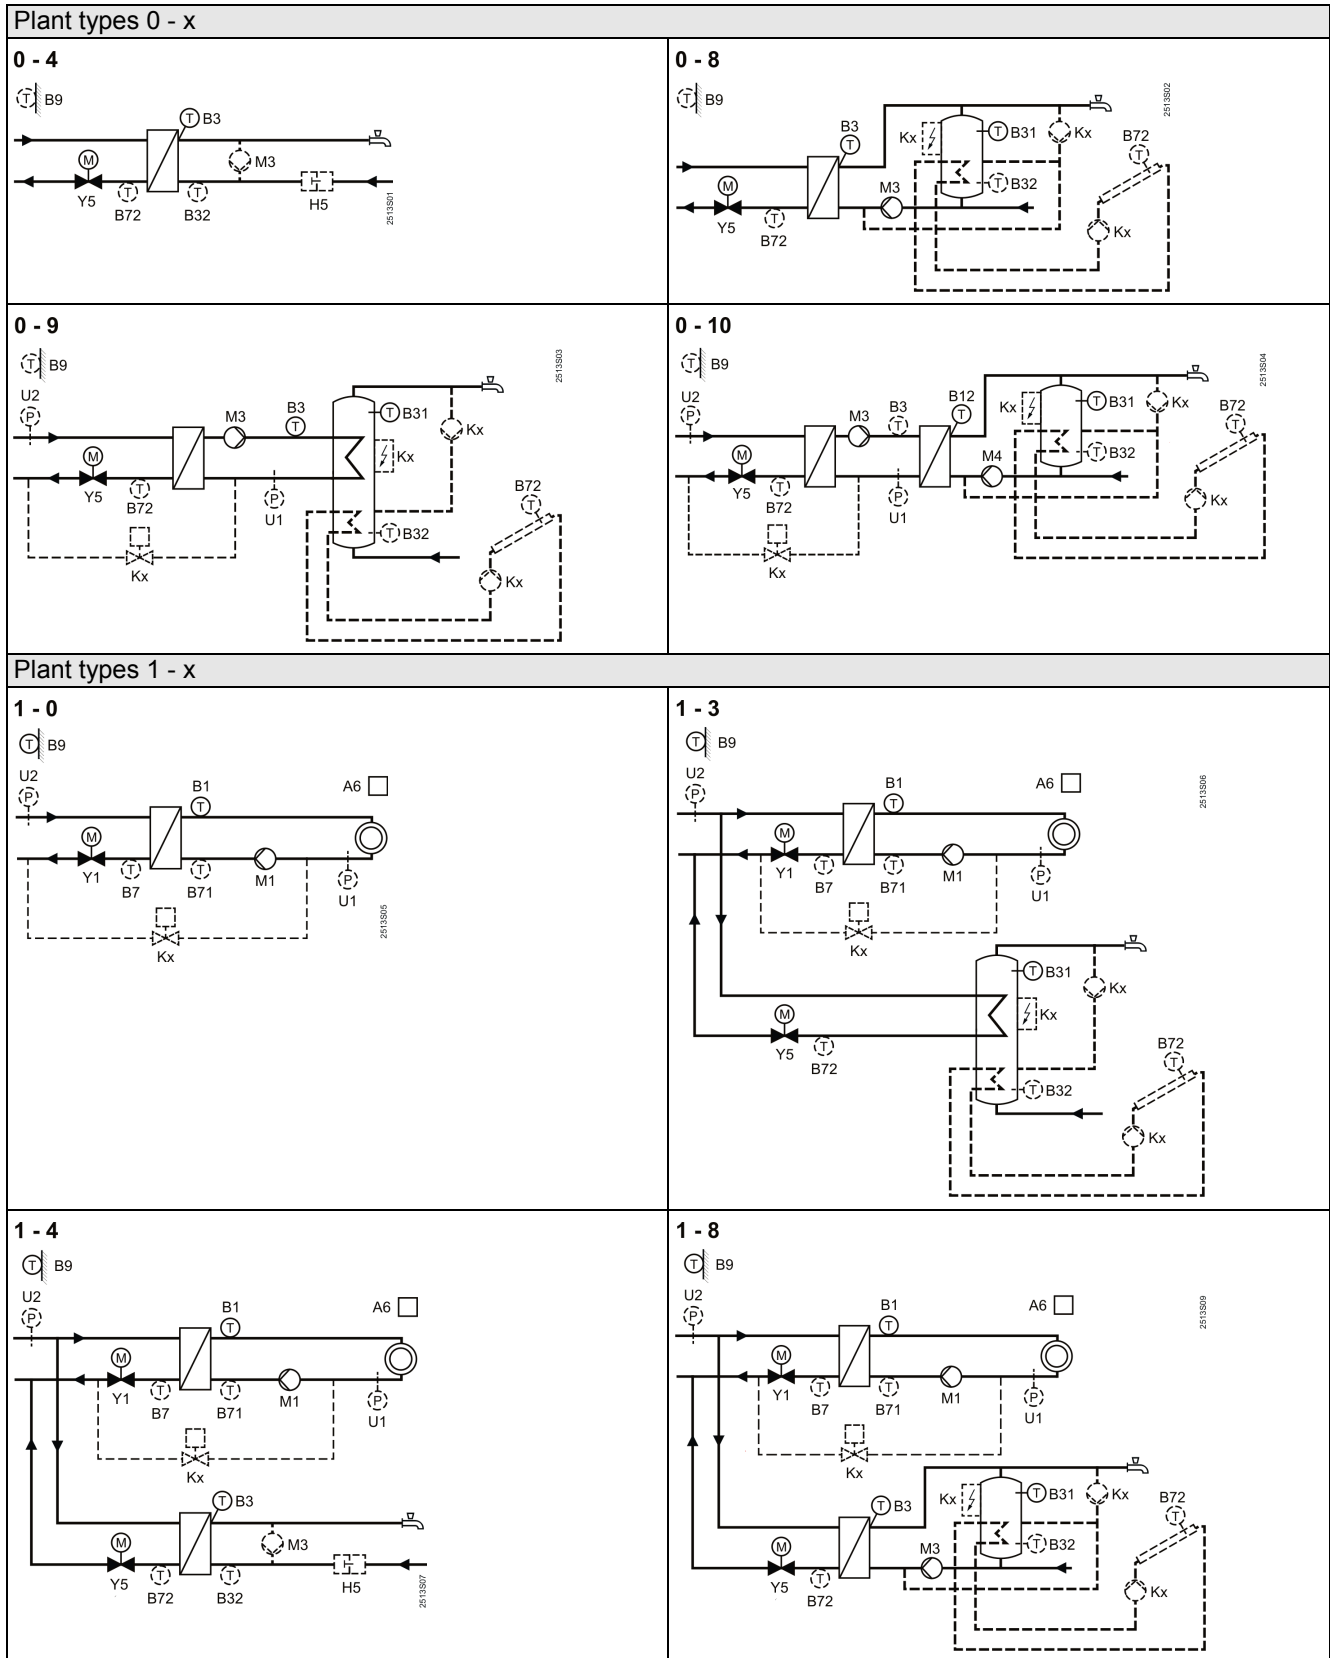 Plant types 0 - x
0 - 4
T B9
T B3
M
M3
Y5
T
B72
T
B32
H5
2513S01
0 - 8
T B9
2513S02
B3
T
Kx
T B31
Kx
B72
T
M
M3
T B32
Y5
T
B72
Kx
0 - 9
T B9
2513S03
U2
P
M3
B3
T
T B31
Kx
M
Kx
Y5
T
B72
P
U1
B72
T
T B32
Kx
Kx
0 - 10
T B9
2513S04
U2
P
M3
B3
T
B12
T
Kx
T B31
Kx
B72
T
M
M4
T B32
Y5
T
B72
P
U1
Kx
Kx
Plant types 1 - x
1 - 0
T B9
U2
P
B1
T
A6
M
Y1
T
B7
T
B71
M1
P
U1
2513S05
Kx
1 - 3
T B9
U2
P
B1
T
A6
2513S06
M
Y1
T
B7
T
B71
M1
P
U1
Kx
T B31
Kx
M
Kx
Y5
T
B72
B72
T
T B32
Kx
1 - 4
T B9
U2
P
B1
T
A6
M
Y1
T
B7
T
B71
M1
P
U1
Kx
T B3
M
M3
Y5
T
B72
T
B32
H5
2513S07
1 - 8
T B9
U2
P
B1
T
A6
2513S09
M
Y1
T
B7
T
B71
M1
P
U1
Kx
T B3
Kx
T B31
Kx
B72
T
M
M3
T B32
Y5
T
B72
Kx